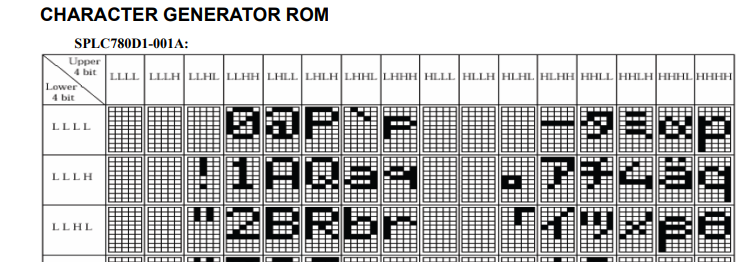 CHARACTER GENERATOR ROM
SPLC780D1-001A:
Upper 4 bit
Lower 4 bit
LLLL LLLH LLHL LLHH LHLL LHLH LHHL LHHH HLLL HLLH HLHL HLHH HHLL HHLH HHHL HHHH
LLLL 0 @ P ` p ー タ ミ α p
LLLH ! 1 A Q a q 。 ア チ ム ä q
LLHL " 2 B R b r 「 イ ツ メ β θ